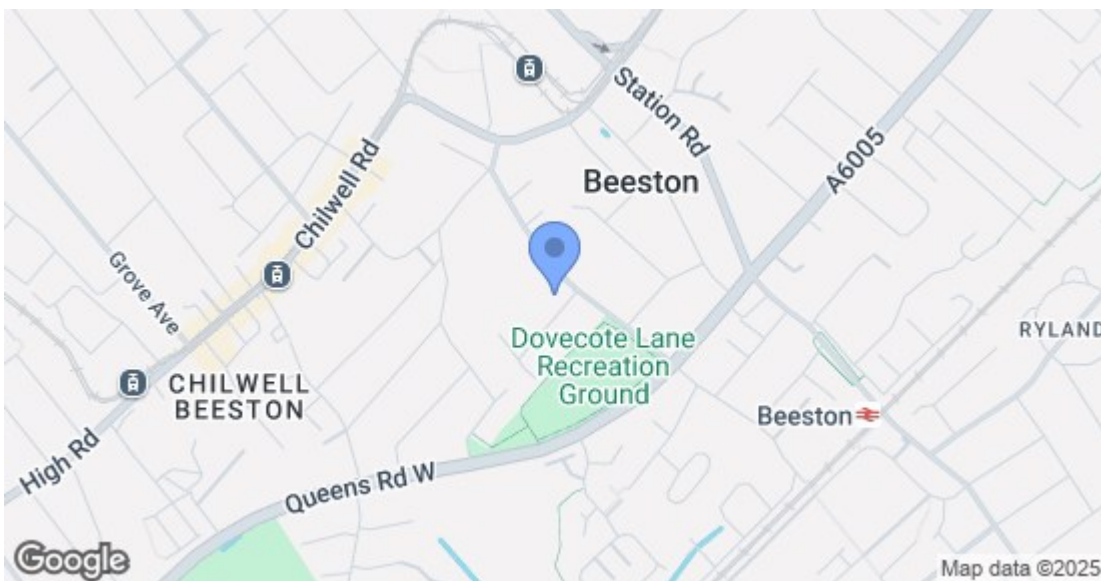 Station Rd
A6005
Beeston
Chilwell Rd
Grove Ave
Dovecote Lane
Recreation
Ground
RYLAND
CHILWELL
BEESTON
Beeston
High Rd
Queens Rd W
Google
Map data ©2025